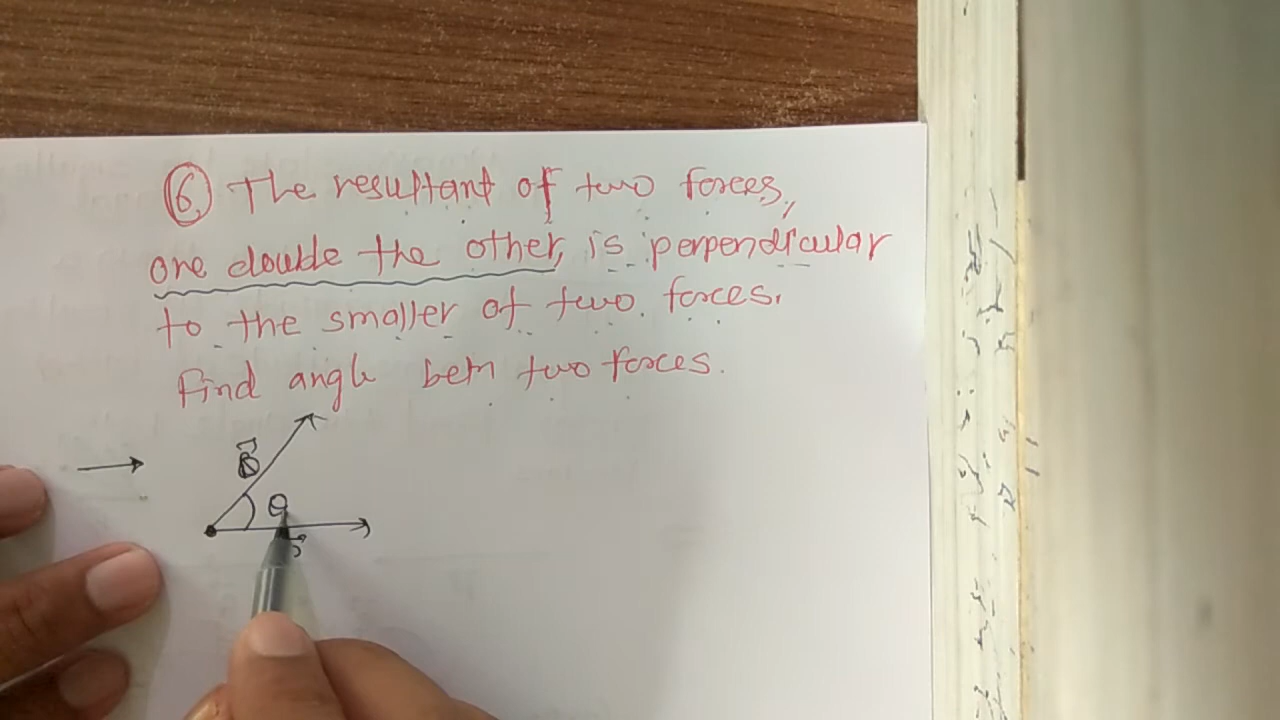 6. The resultant of two forces,
one double the other, is perpendicular
to the smaller of two forces.
Find angle betn two forces.
B
θ